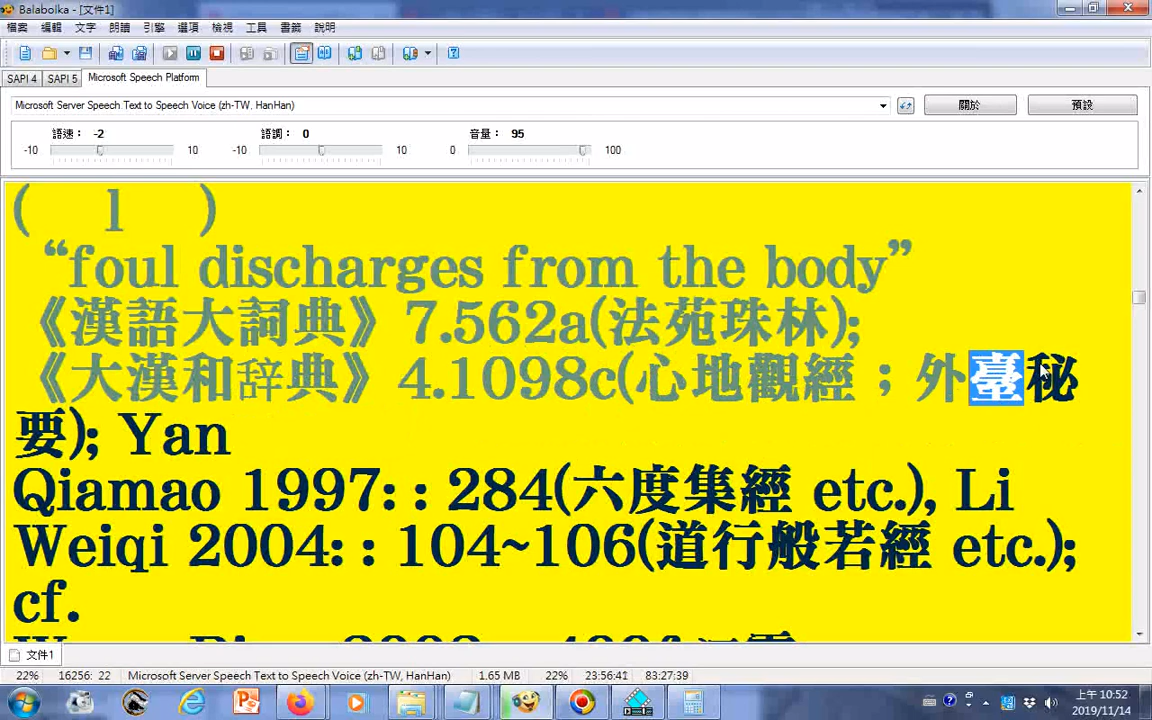 Balabolka - [文件1]
檔案 編輯 文字 朗讀 引擎 選項 檢視 工具 書籤 說明
SAPI 4 SAPI 5 Microsoft Speech Platform
Microsoft Server Speech Text to Speech Voice (zh-TW, HanHan) 關於 預設
語速： -2 語調： 0 音量： 95
-10 10 -10 10 0 100
( l )
“foul discharges from the body”
《漢語大詞典》 7.562a(法苑珠林);
《大漢和辞典》 4.1098c(心地觀經；外臺秘
要); Yan
Qiamao 1997: : 284(六度集經 etc.), Li
Weiqi 2004: : 104~106(道行般若經 etc.);
cf.
文件1
22% 16256: 22 Microsoft Server Speech Text to Speech Voice (zh-TW, HanHan) 1.65 MB 22% 23:56:41 83:27:39
上午 10:52
2019/11/14